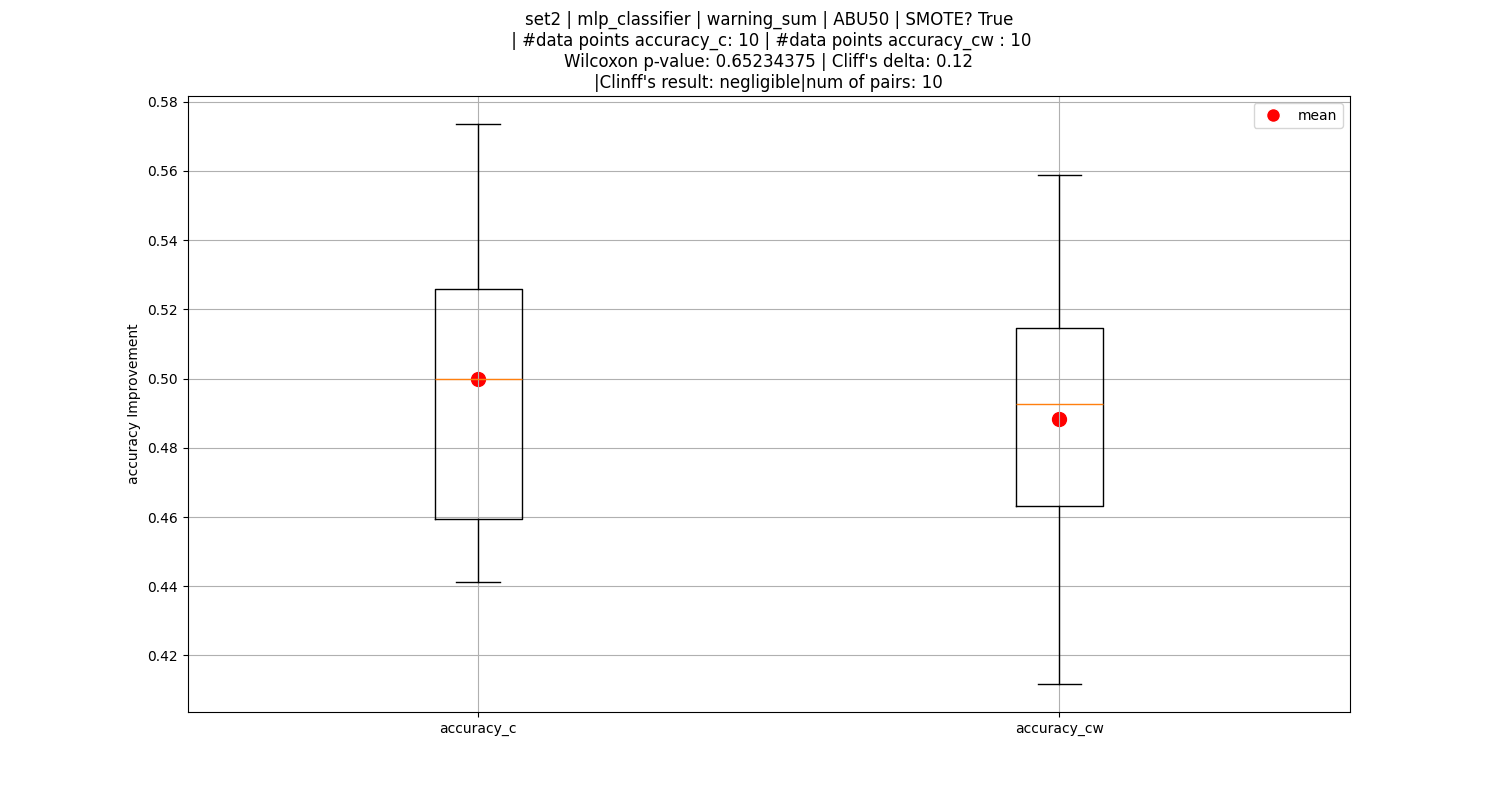 set2 | mlp_classifier | warning_sum | ABU50 | SMOTE? True
| #data points accuracy_c: 10 | #data points accuracy_cw : 10
Wilcoxon p-value: 0.65234375 | Cliff's delta: 0.12
|Clinff's result: negligible|num of pairs: 10
mean
0.58
0.56
0.54
0.52
0.50
0.48
0.46
0.44
0.42
accuracy Improvement
accuracy_c
accuracy_cw